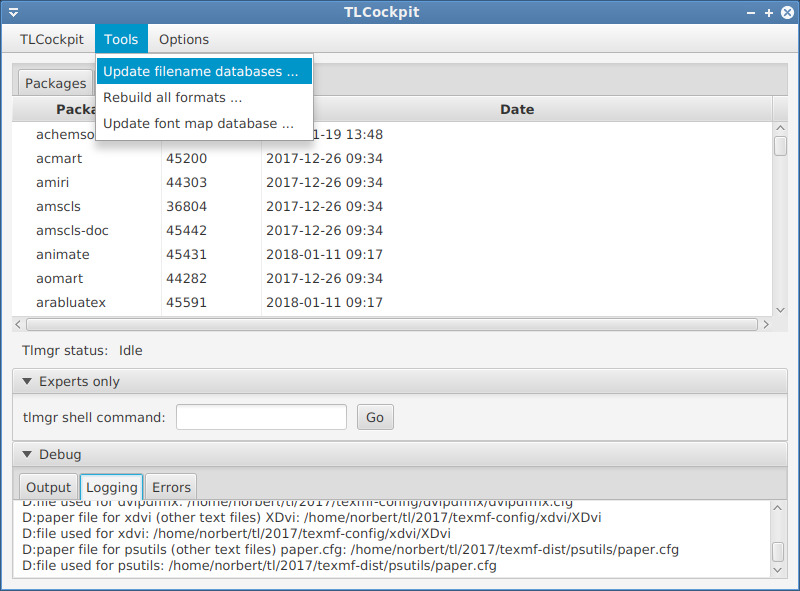 TLCockpit
TLCockpit Tools Options
Update filename databases ...
Rebuild all formats ...
Update font map database ...
Packages
Packa Date
achemso 1-19 13:48
acmart 45200 2017-12-26 09:34
amiri 44303 2017-12-26 09:34
amscls 36804 2017-12-26 09:34
amscls-doc 45442 2017-12-26 09:34
animate 45431 2018-01-11 09:17
aomart 44282 2017-12-26 09:34
arabluatex 45591 2018-01-11 09:17
Tlmgr status: Idle
Experts only
tlmgr shell command: Go
Debug
Output Logging Errors
D:file used for dvipdfmx: /home/norbert/tl/2017/texmf-config/dvipdfmx/dvipdfmx.cfg
D:paper file for xdvi (other text files) XDvi: /home/norbert/tl/2017/texmf-config/xdvi/XDvi
D:file used for xdvi: /home/norbert/tl/2017/texmf-config/xdvi/XDvi
D:paper file for psutils (other text files) paper.cfg: /home/norbert/tl/2017/texmf-dist/psutils/paper.cfg
D:file used for psutils: /home/norbert/tl/2017/texmf-dist/psutils/paper.cfg